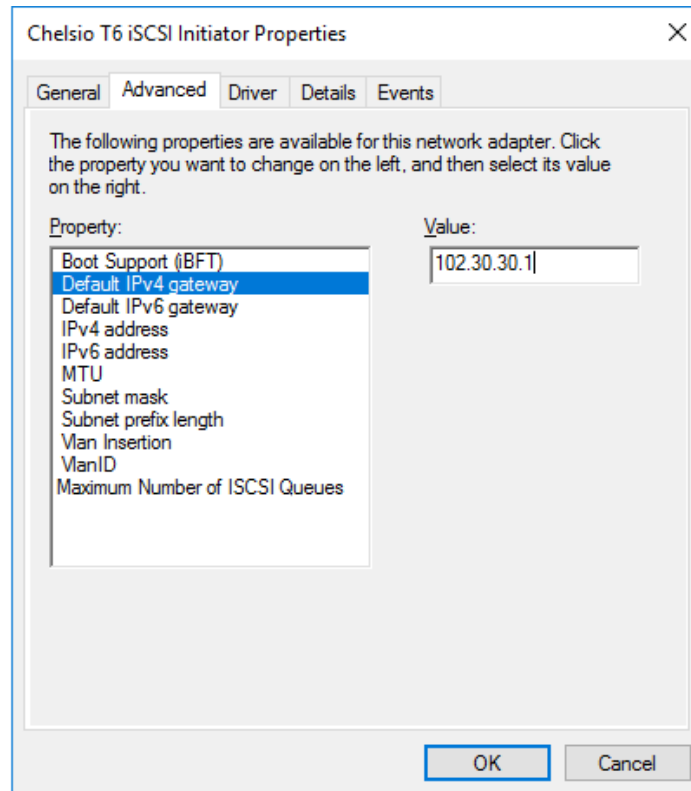 Chelsio T6 iSCSI Initiator Properties
General Advanced Driver Details Events
The following properties are available for this network adapter. Click
the property you want to change on the left, and then select its value
on the right.
Property: Value:
Boot Support (iBFT) 102.30.30.1
Default IPv4 gateway
Default IPv6 gateway
IPv4 address
IPv6 address
MTU
Subnet mask
Subnet prefix length
Vlan Insertion
VlanID
Maximum Number of ISCSI Queues
OK Cancel